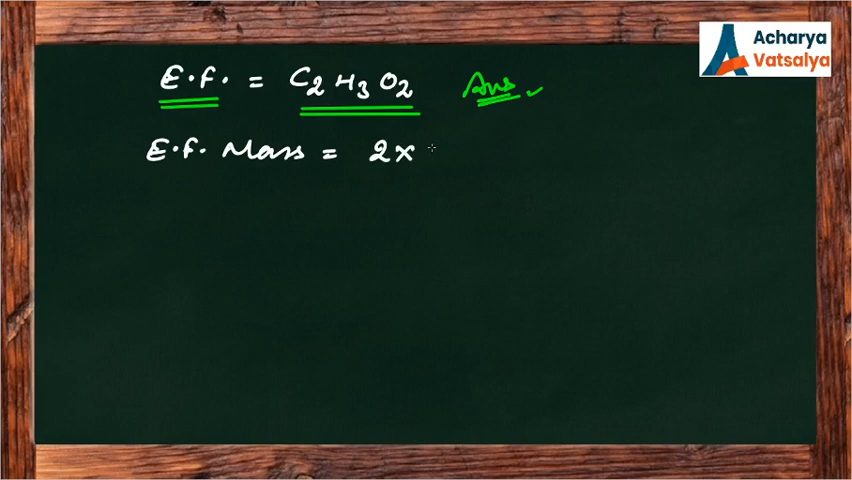 Acharya
Vatsalya
E.f. = C2H3O2 Ans
E.f. Mass = 2x